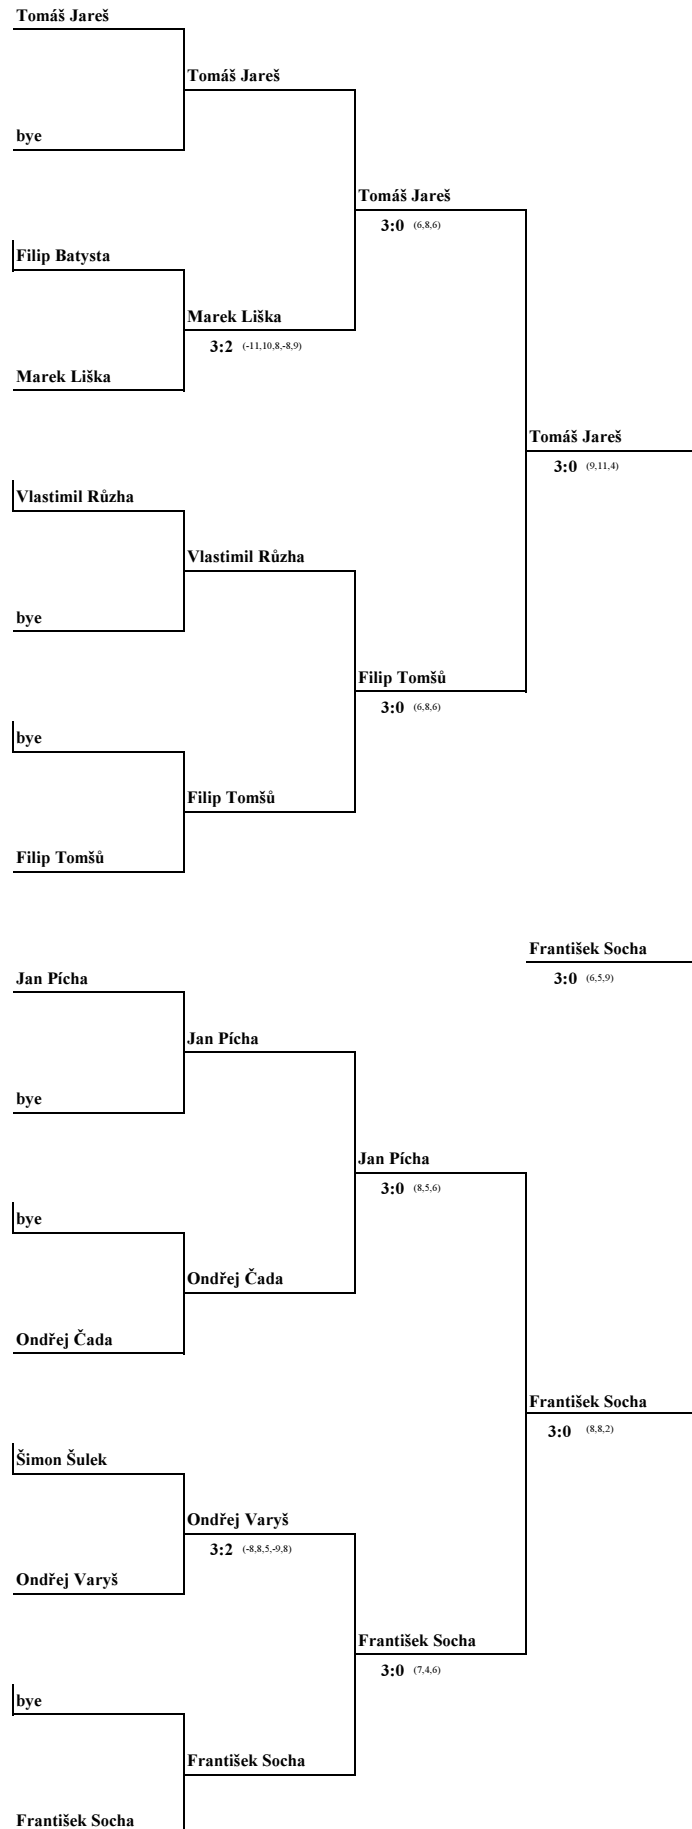 Tomáš Jareš
Tomáš Jareš
bye
Tomáš Jareš
3:0 (6,8,6)
Filip Batysta
Marek Liška
3:2 (-11,10,8,-8,9)
Marek Liška
Tomáš Jareš
3:0 (9,11,4)
Vlastimil Růzha
Vlastimil Růzha
bye
Filip Tomšů
3:0 (6,8,6)
bye
Filip Tomšů
Filip Tomšů
František Socha
3:0 (6,5,9)
Jan Pícha
Jan Pícha
bye
Jan Pícha
3:0 (8,5,6)
bye
Ondřej Čada
Ondřej Čada
František Socha
3:0 (8,8,2)
Šimon Šulek
Ondřej Varyš
3:2 (-8,8,5,-9,8)
Ondřej Varyš
František Socha
3:0 (7,4,6)
bye
František Socha
František Socha